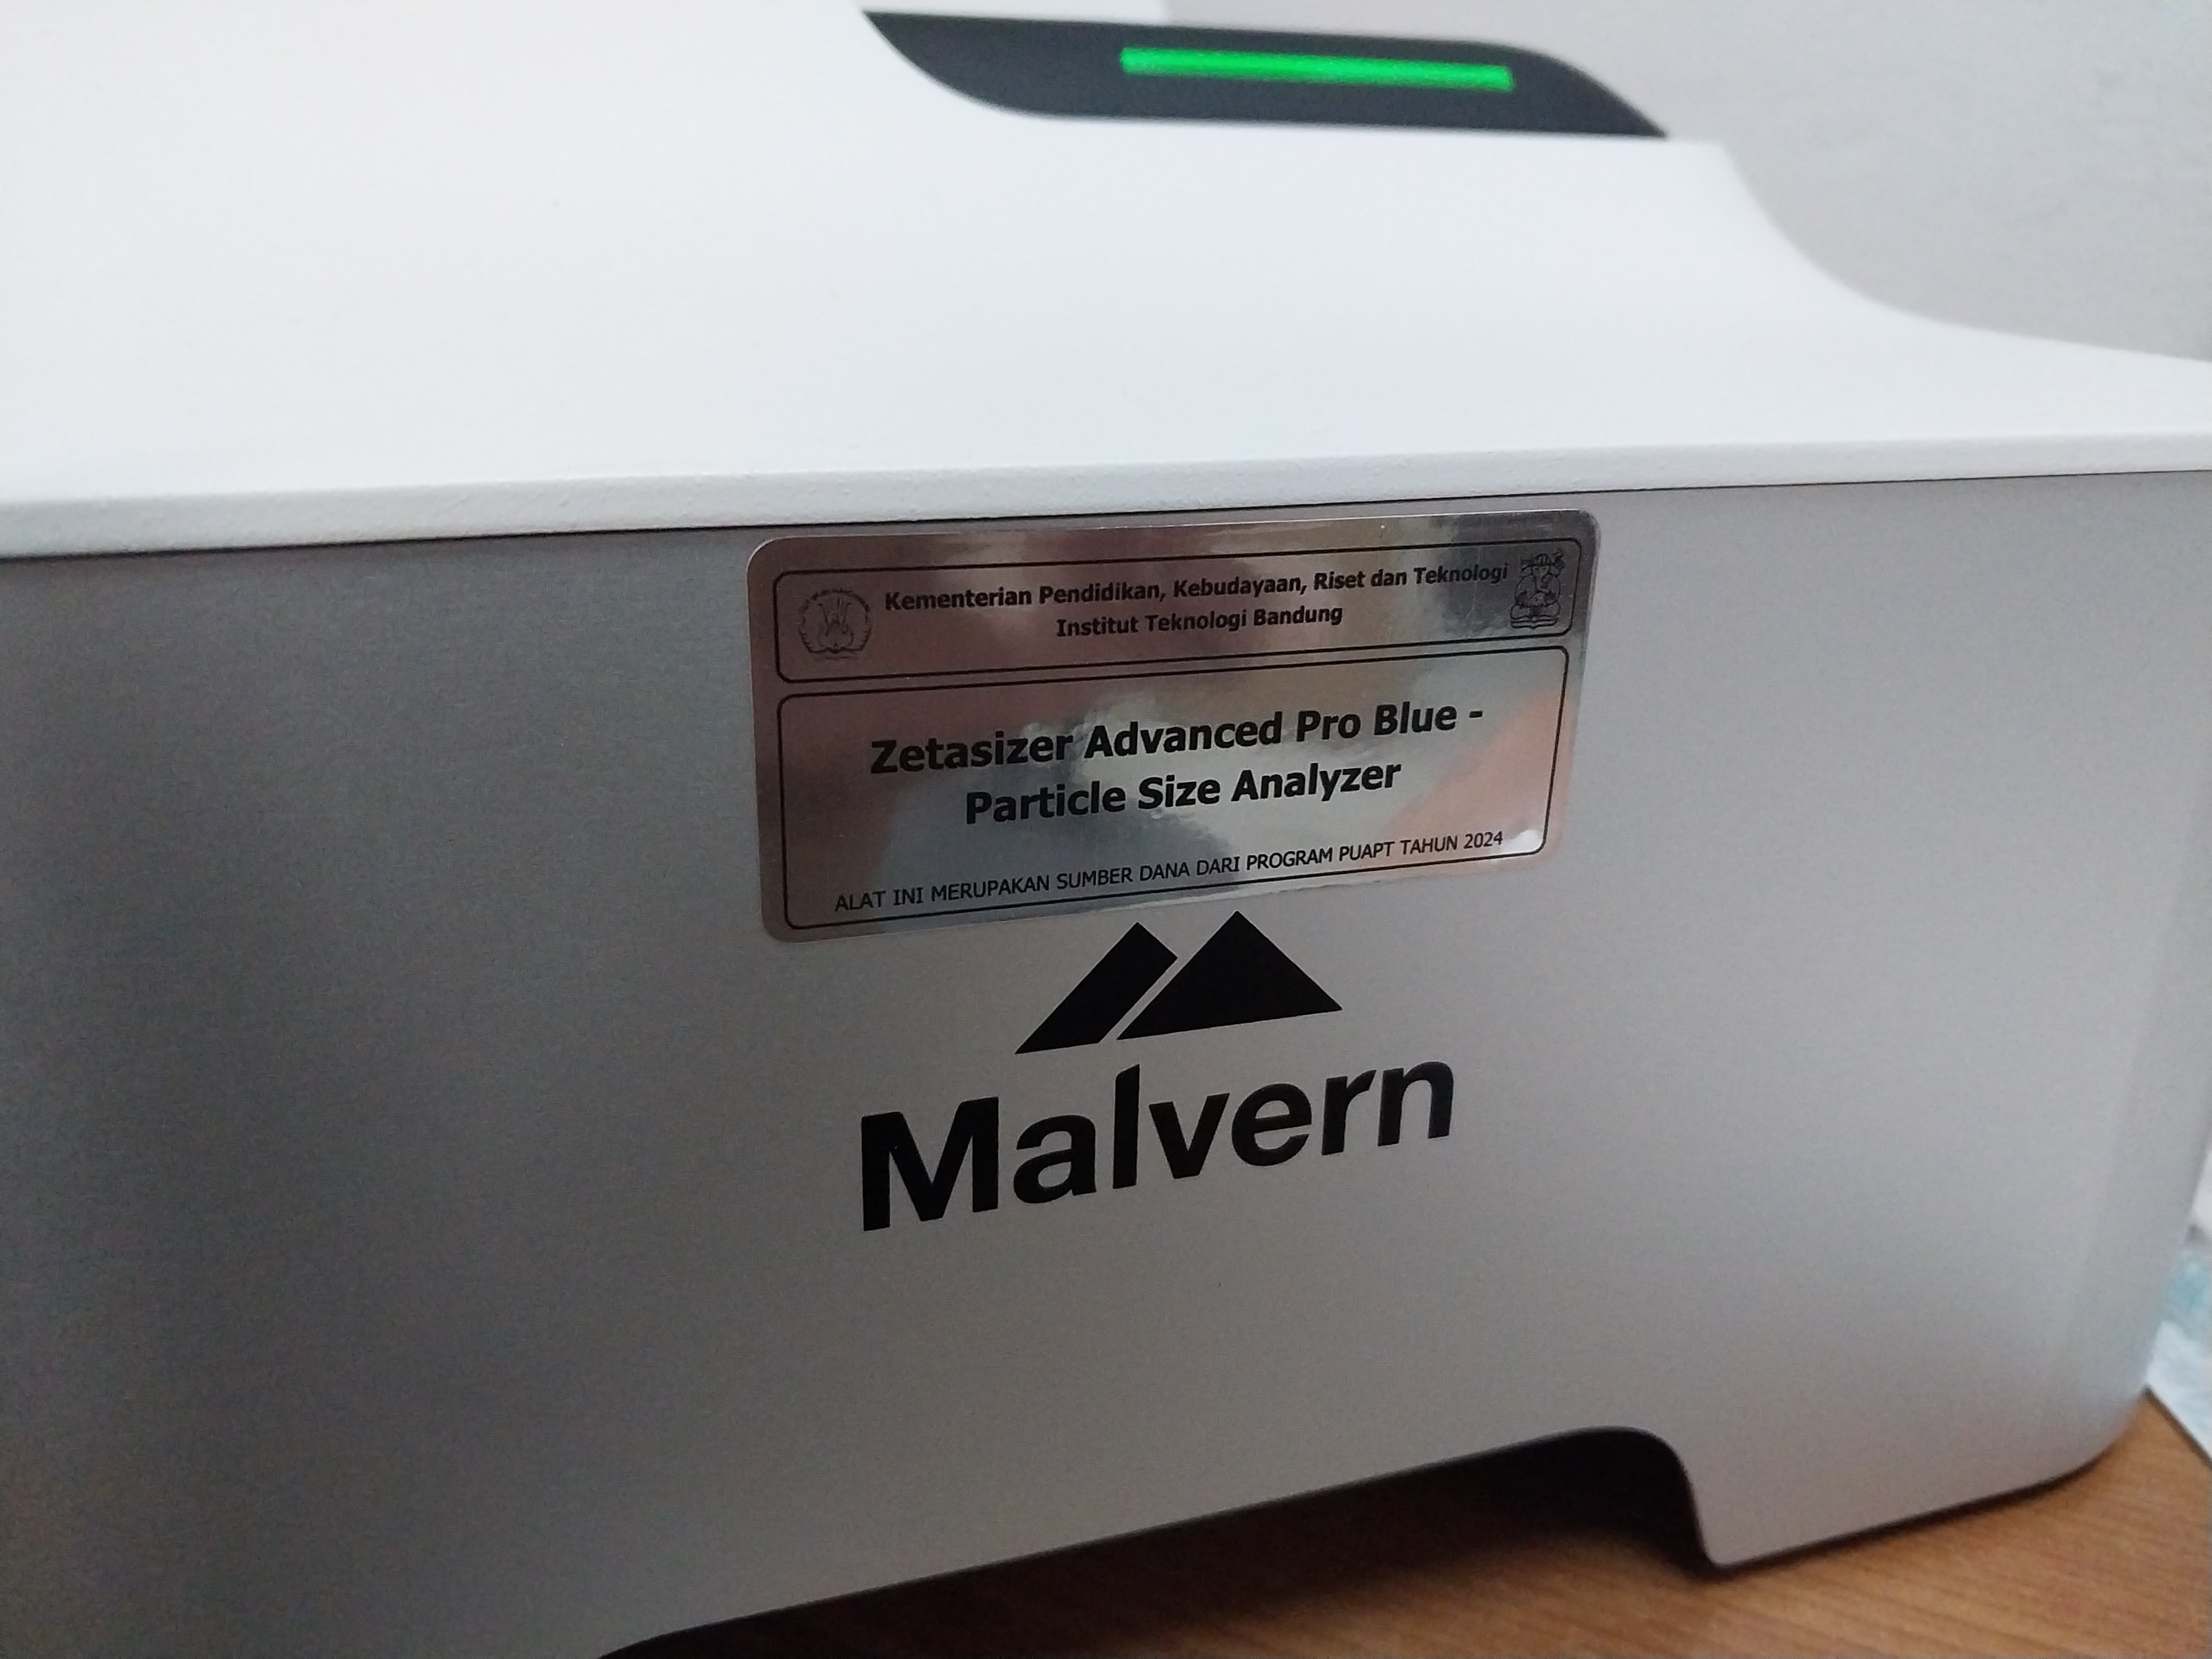 Kementerian Pendidikan, Kebudayaan, Riset dan Teknologi
Institut Teknologi Bandung
Zetasizer Advanced Pro Blue -
Particle Size Analyzer
ALAT INI MERUPAKAN SUMBER DANA DARI PROGRAM PUAPT TAHUN 2024
Malvern